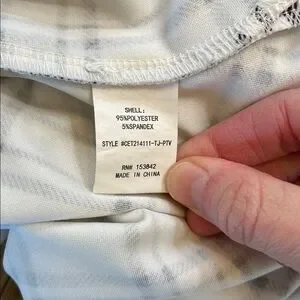 SHELL:
95%POLYESTER
5%SPANDEX
STYLE #CET214111-TJ-PTV
RN# 153842
MADE IN CHINA